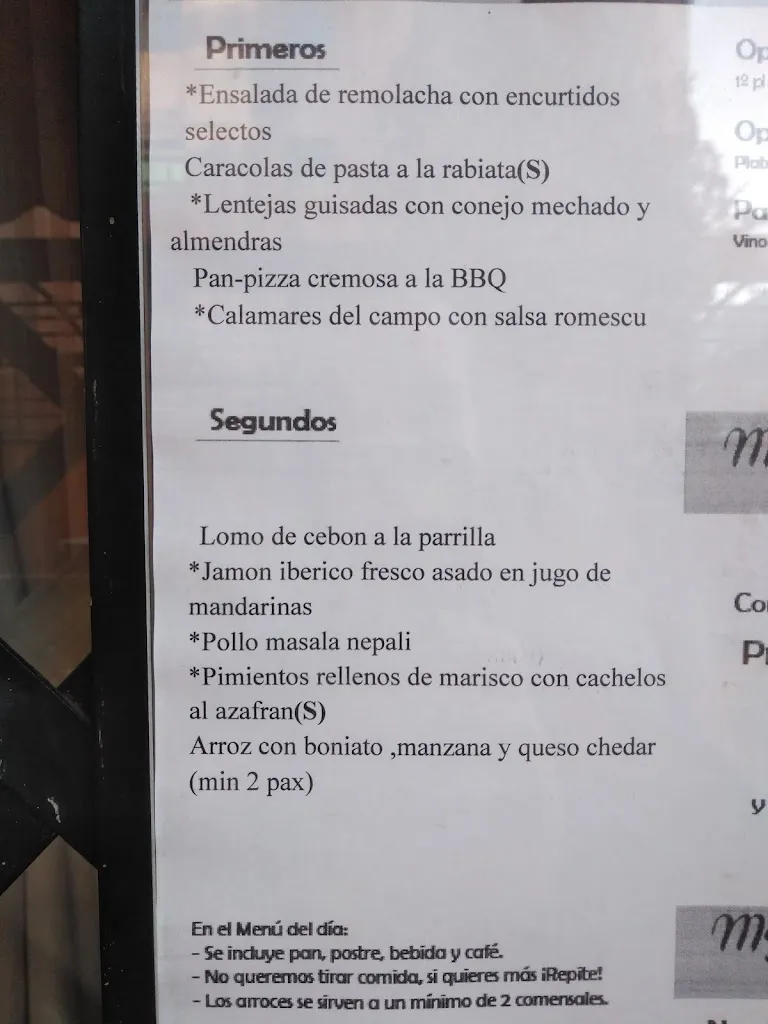 Primeros
*Ensalada de remolacha con encurtidos
selectos
Caracolas de pasta a la rabiata(S)
*Lentejas guisadas con conejo mechado y
almendras
Pan-pizza cremosa a la BBQ
*Calamares del campo con salsa romescu
Segundos
Lomo de cebon a la parrilla
*Jamon iberico fresco asado en jugo de
mandarinas
*Pollo masala nepali
*Pimientos rellenos de marisco con cachelos
al azafran(S)
Arroz con boniato ,manzana y queso chedar
(min 2 pax)
En el Menú del día:
- Se incluye pan, postre, bebida y café.
- No queremos tirar comida, si quieres más ¡Repite!
- Los arroces se sirven a un mínimo de 2 comensales.
Vino
y